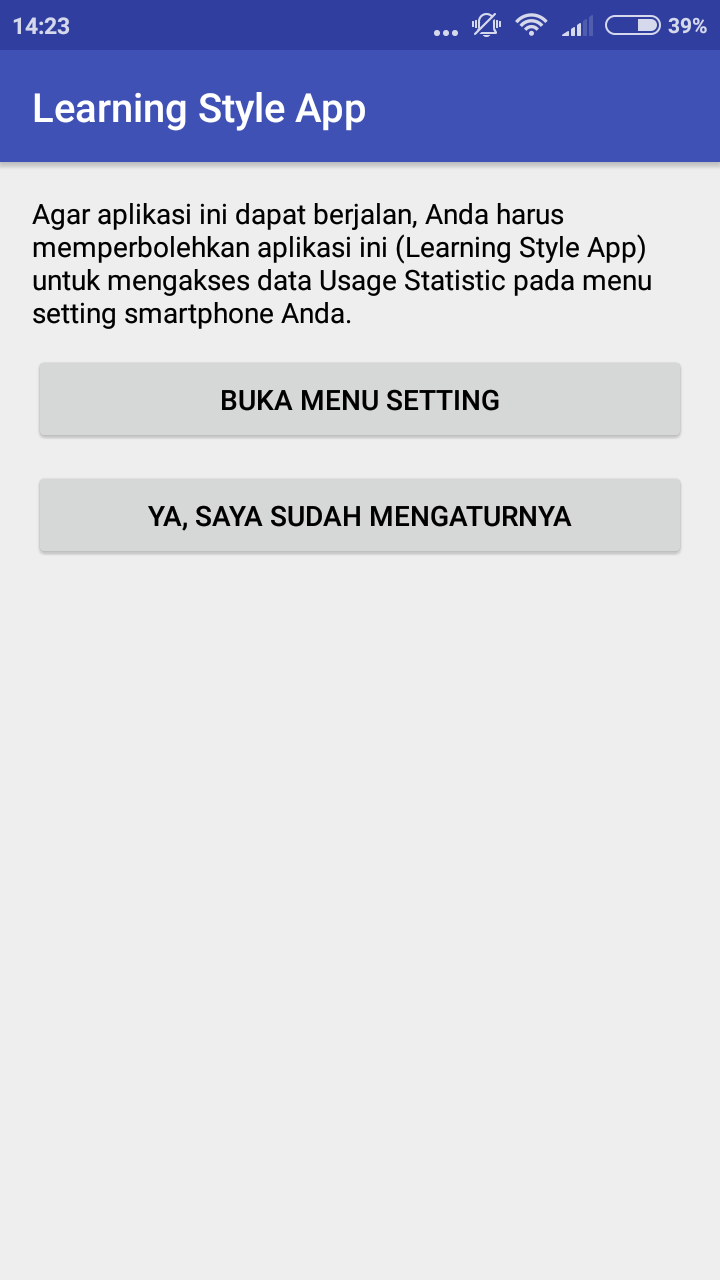 14:23
39%
Learning Style App
Agar aplikasi ini dapat berjalan, Anda harus
memperbolehkan aplikasi ini (Learning Style App)
untuk mengakses data Usage Statistic pada menu
setting smartphone Anda.
BUKA MENU SETTING
YA, SAYA SUDAH MENGATURNYA